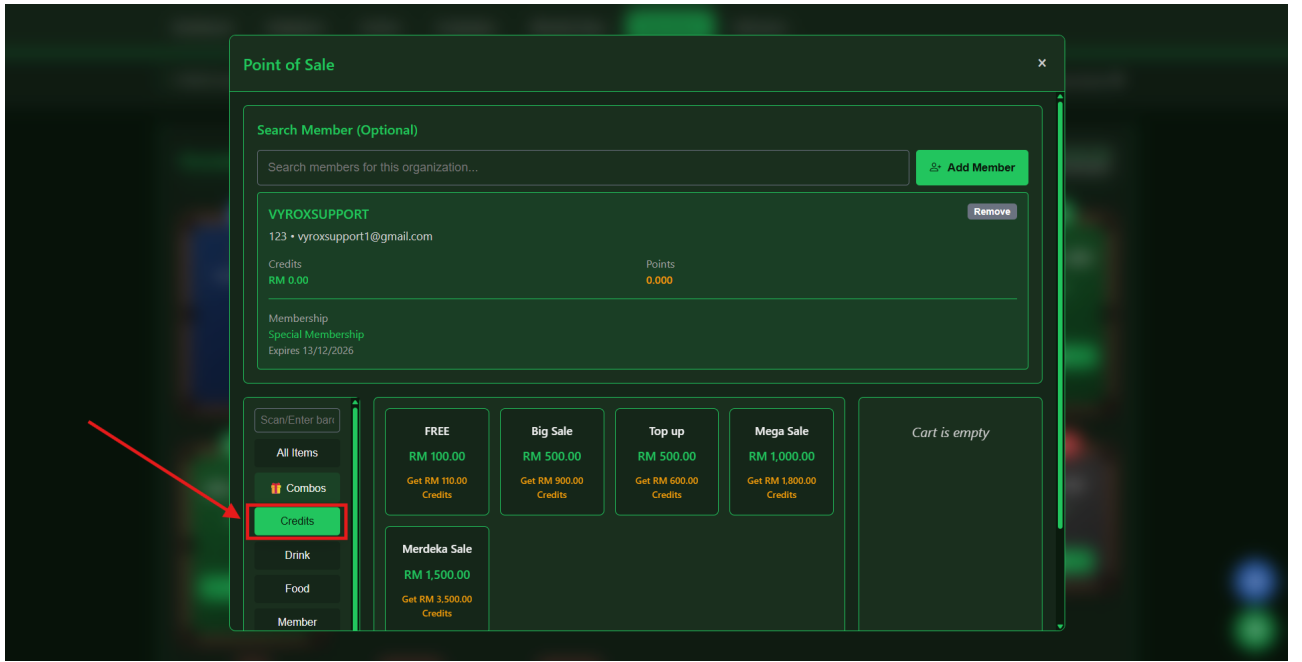 Point of Sale
×
Search Member (Optional)
Search members for this organization...
Add Member
VYROXSUPPORT
Remove
123 • vyroxsupport1@gmail.com
Credits
Points
RM 0.00
0.000
Membership
Special Membership
Expires 13/12/2026
Scan/Enter barc
All Items
Combos
Credits
Drink
Food
Member
FREE
RM 100.00
Get RM 110.00
Credits
Big Sale
RM 500.00
Get RM 900.00
Credits
Top up
RM 500.00
Get RM 600.00
Credits
Mega Sale
RM 1,000.00
Get RM 1,800.00
Credits
Merdeka Sale
RM 1,500.00
Get RM 3,500.00
Credits
Cart is empty